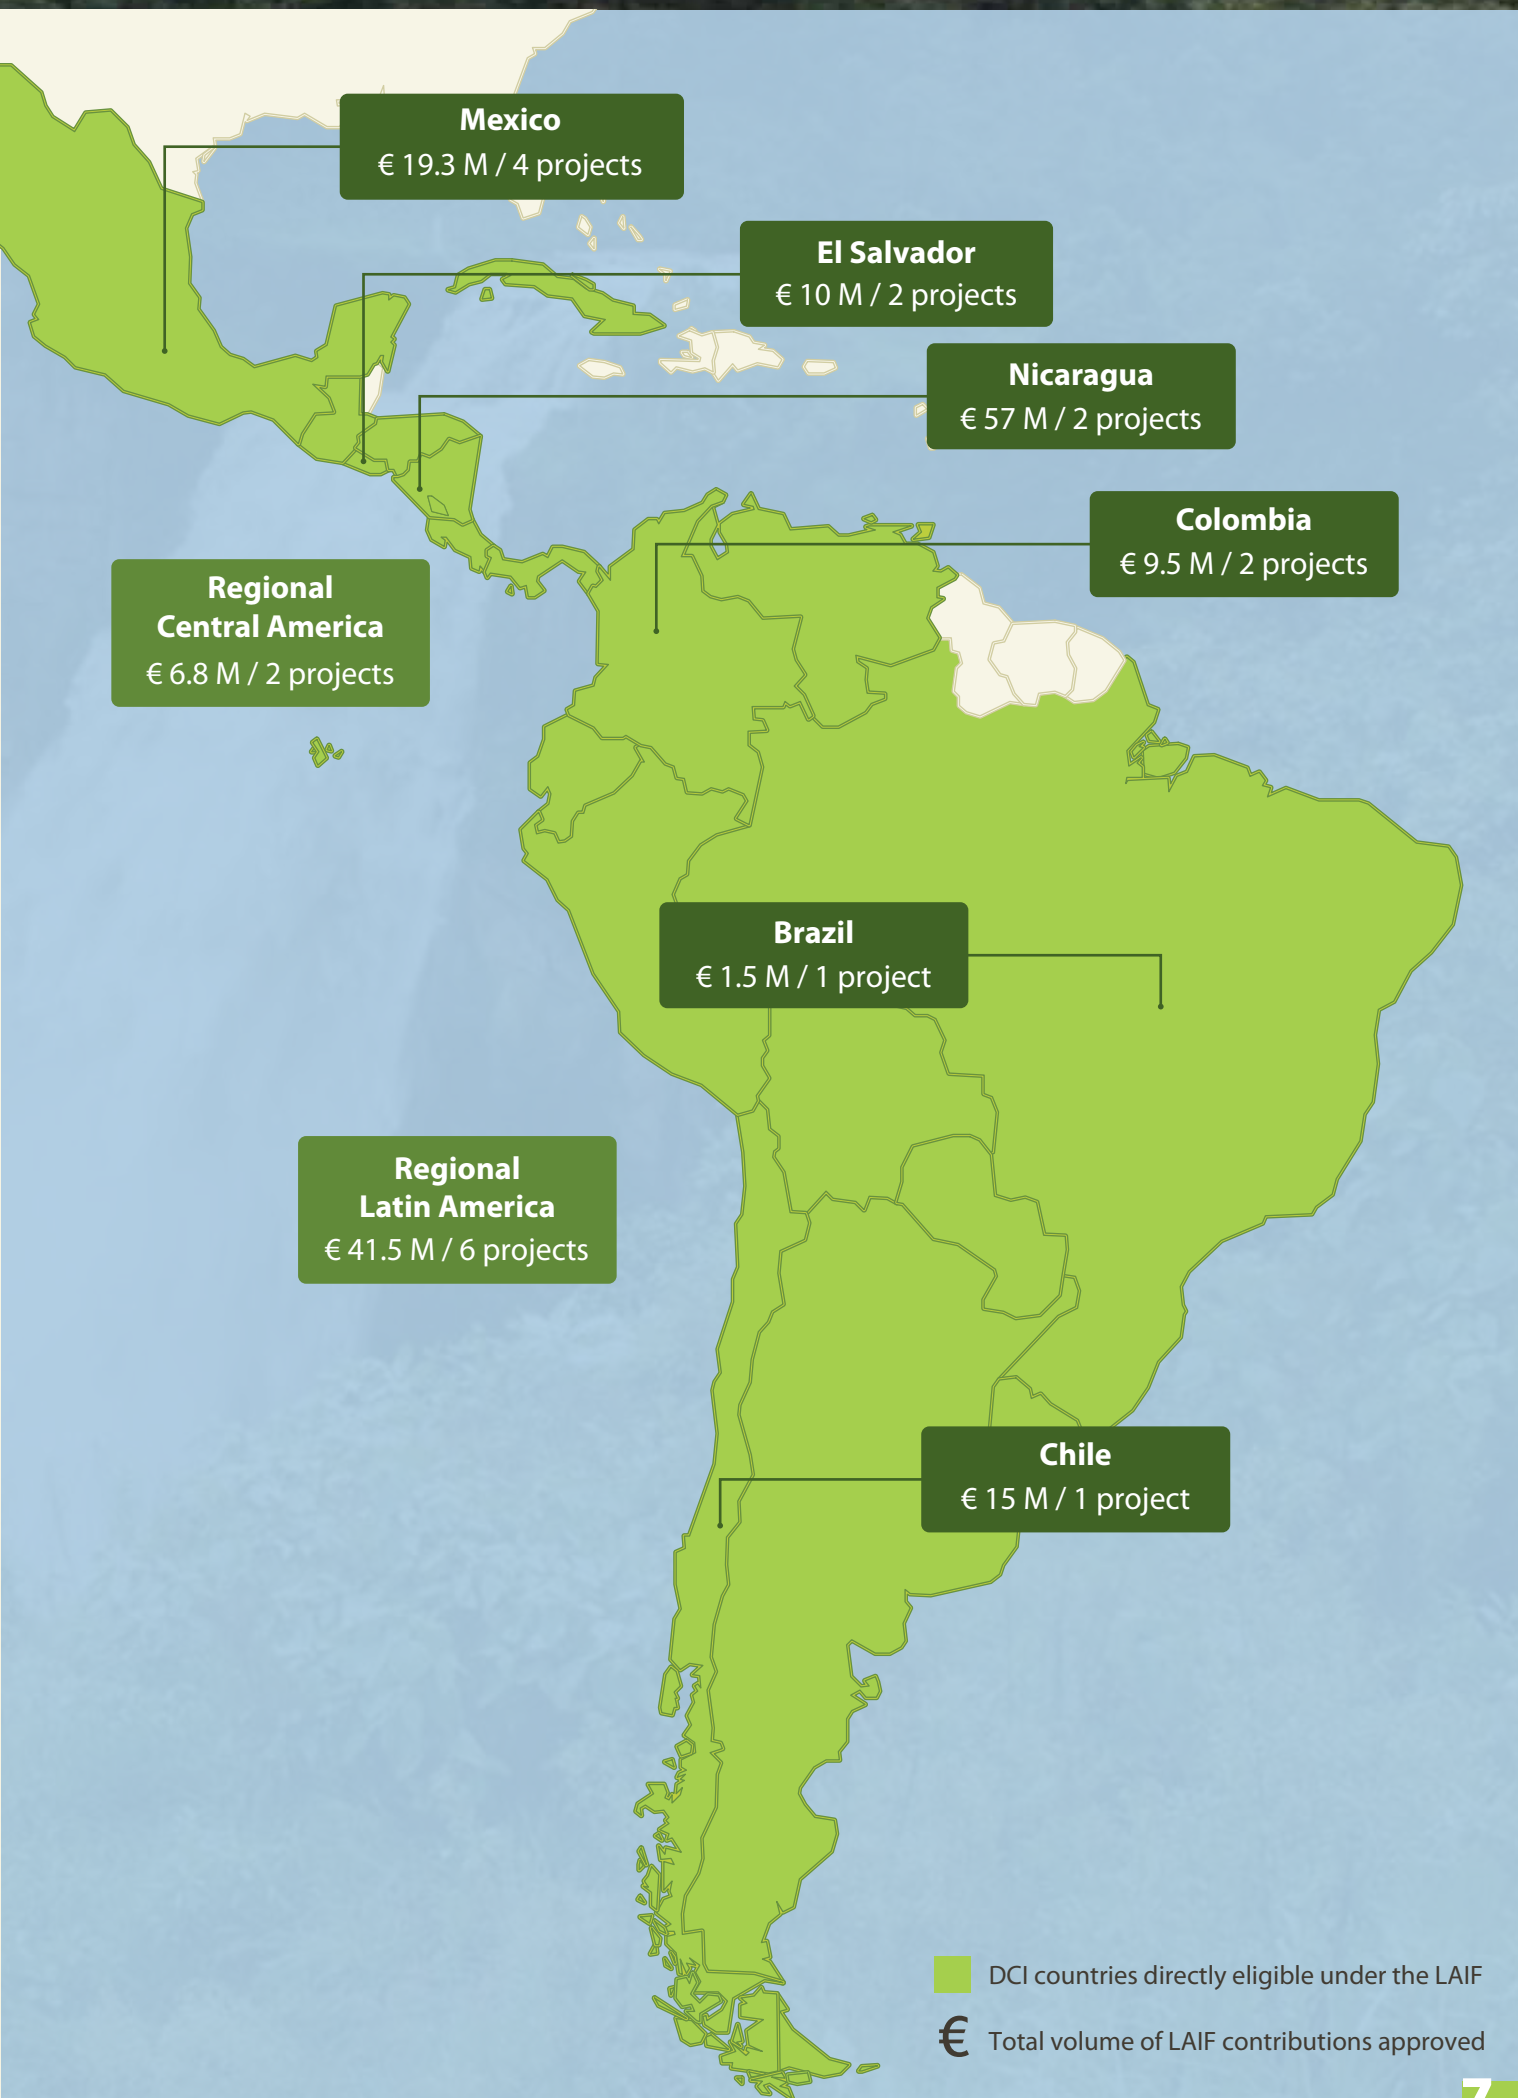 Mexico
€ 19.3 M / 4 projects
El Salvador
€ 10 M / 2 projects
Nicaragua
€ 57 M / 2 projects
Colombia
€ 9.5 M / 2 projects
Regional
Central America
€ 6.8 M / 2 projects
Brazil
€ 1.5 M / 1 project
Regional
Latin America
€ 41.5 M / 6 projects
Chile
€ 15 M / 1 project
DCI countries directly eligible under the LAIF
€ Total volume of LAIF contributions approved
7